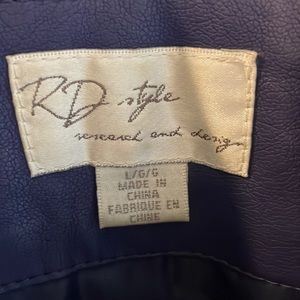 RD style
research and design
L/G/G
MADE IN
CHINA
FABRIQUE EN
CHINE